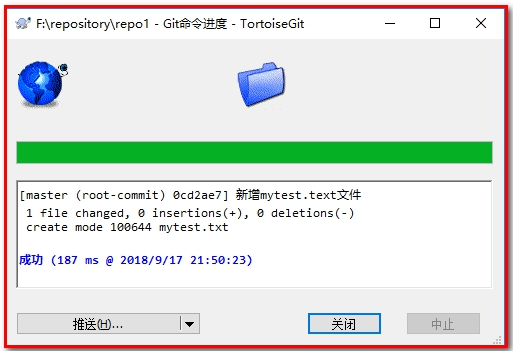 F:\repository\repo1 - Git命令进度 - TortoiseGit
[master (root-commit) 0cd2ae7] 新增mytest.text文件
1 file changed, 0 insertions(+), 0 deletions(-)
create mode 100644 mytest.txt
成功 (187 ms @ 2018/9/17 21:50:23)
推送(H)... 关闭 中止